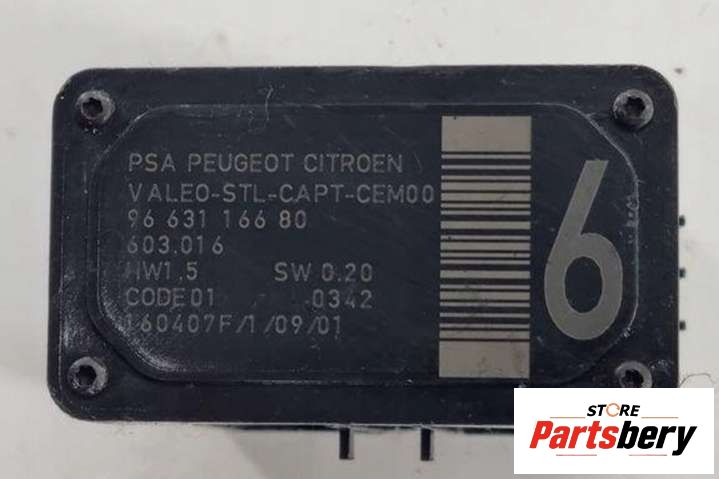 PSA PEUGEOT CITROEN
VALEO-STL-CAPT-CEM00
96 631 166 80
603.016
HW1.5 SW 0.20
CODE01 0342
160407F/1/09/01
6
STORE
Partsbery